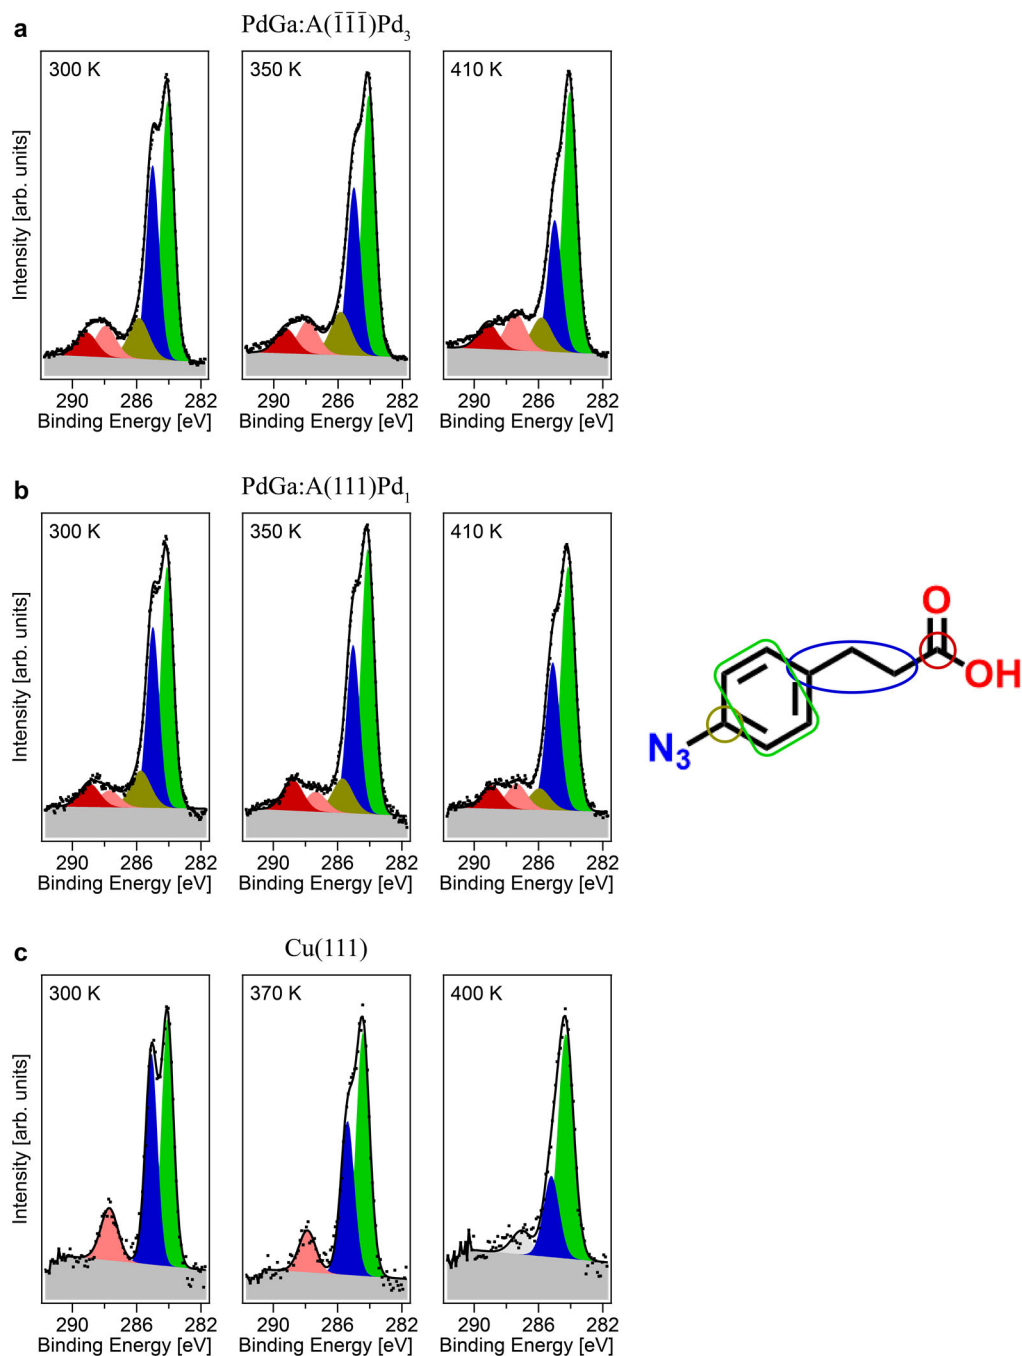 a
PdGa:A(1̅1̅1̅)Pd₃
300 K
350 K
410 K
Intensity [arb. units]
290 286 282
290 286 282
290 286 282
Binding Energy [eV]
Binding Energy [eV]
Binding Energy [eV]
b
PdGa:A(111)Pd₁
300 K
350 K
410 K
Intensity [arb. units]
290 286 282
290 286 282
290 286 282
Binding Energy [eV]
Binding Energy [eV]
Binding Energy [eV]
O
OH
N₃
c
Cu(111)
300 K
370 K
400 K
Intensity [arb. units]
290 286 282
290 286 282
290 286 282
Binding Energy [eV]
Binding Energy [eV]
Binding Energy [eV]